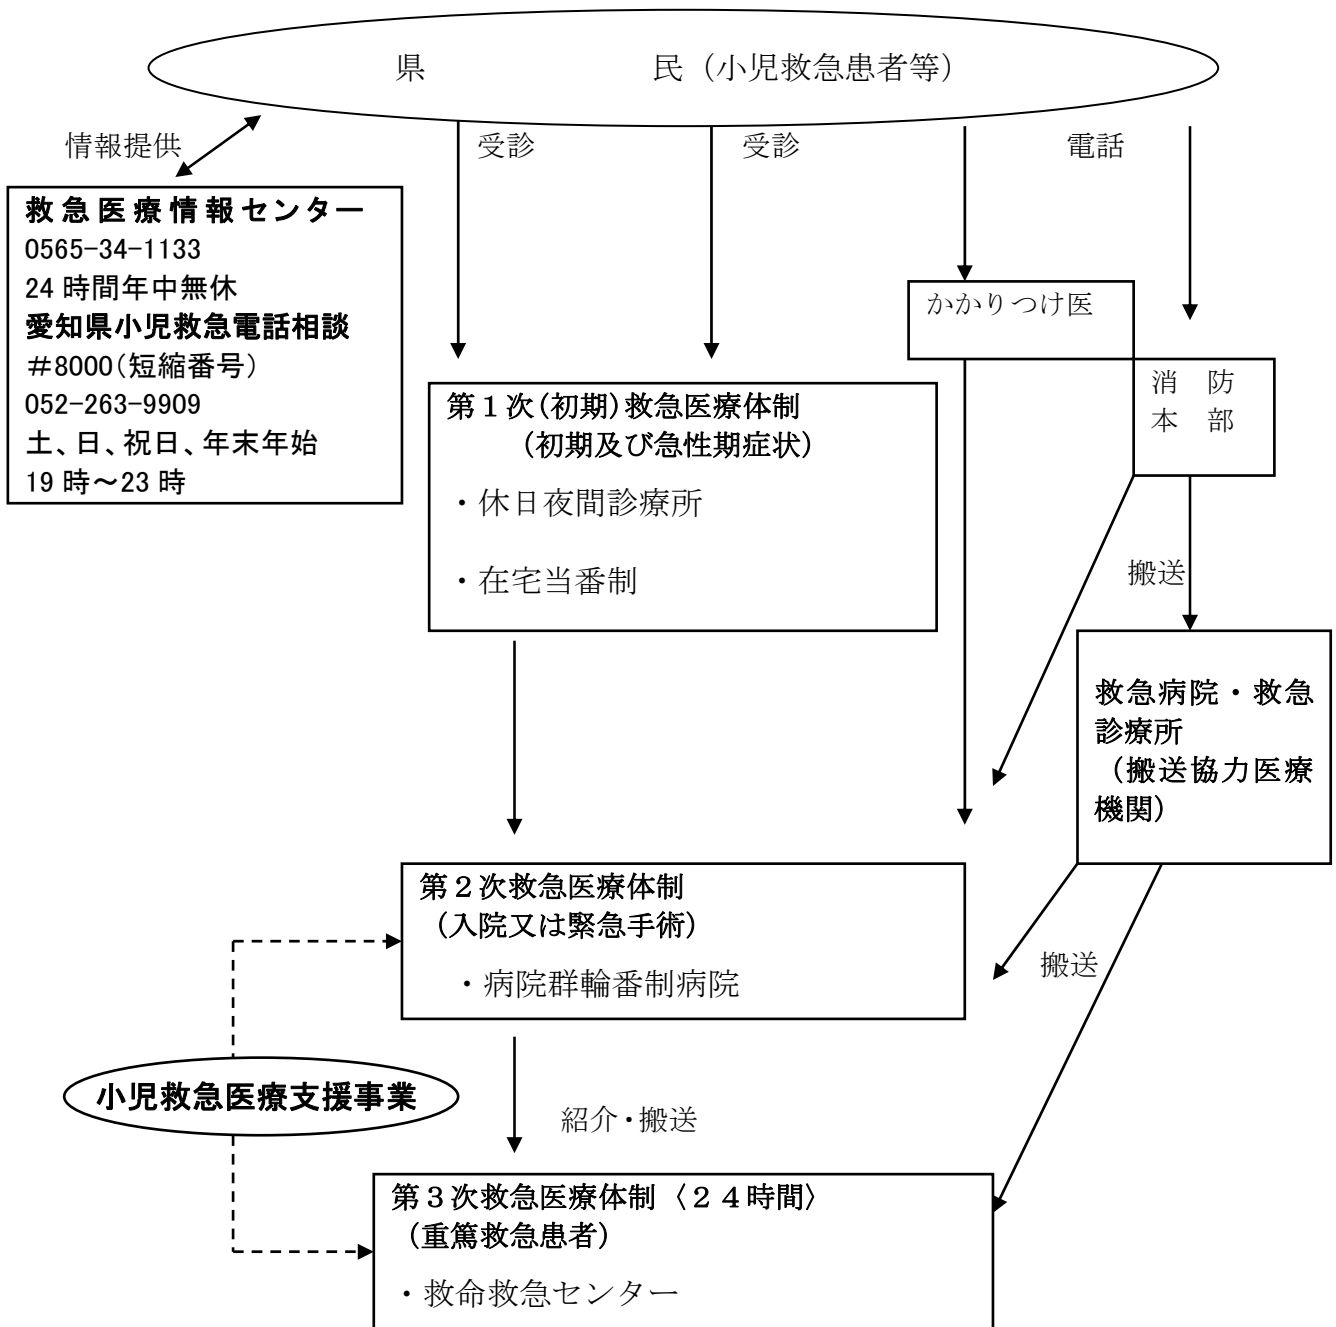 県　民（小児救急患者等）
情報提供
受診
受診
電話
救急医療情報センター
0565-34-1133
24時間年中無休
愛知県小児救急電話相談
＃8000（短縮番号）
052-263-9909
土、日、祝日、年末年始
19時～23時
かかりつけ医
消　防
本　部
第１次（初期）救急医療体制
（初期及び急性期症状）
・休日夜間診療所
・在宅当番制
搬送
救急病院・救急
診療所
（搬送協力医療
機関）
第２次救急医療体制
（入院又は緊急手術）
・病院群輪番制病院
搬送
小児救急医療支援事業
紹介・搬送
第３次救急医療体制〈２４時間〉
（重篤救急患者）
・救命救急センター